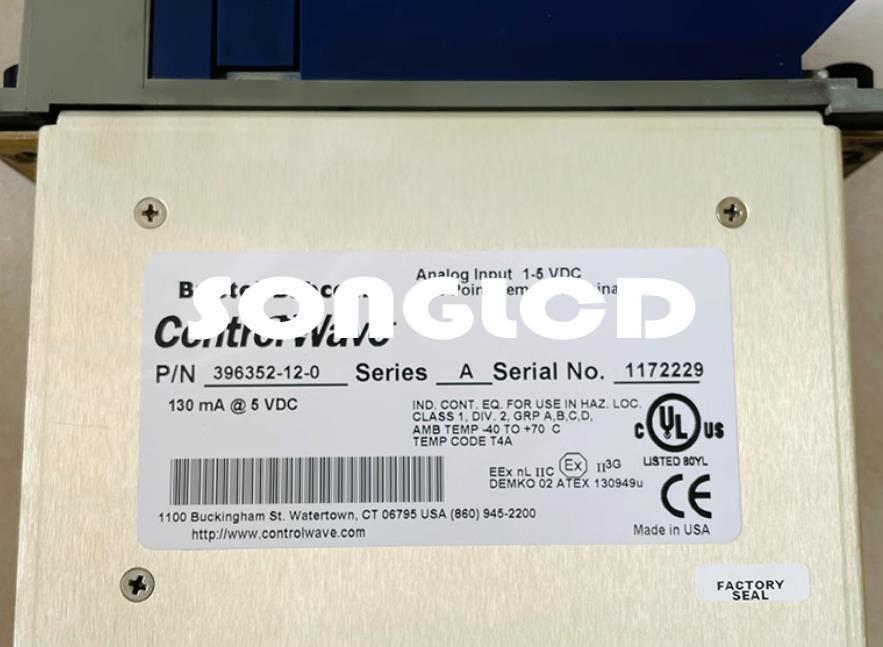 Analog Input 1-5 VDC
SONGLCD
ControlWave
P/N 396352-12-0 Series A Serial No. 1172229
130 mA @ 5 VDC
IND. CONT. EQ. FOR USE IN HAZ. LOC.
CLASS 1, DIV. 2, GRP A,B,C,D,
AMB TEMP -40 TO +70 C
TEMP CODE T4A
C UL US
LISTED 80YL
EEx nL IIC Ex II3G
DEMKO 02 ATEX 130949u
CE
1100 Buckingham St. Watertown, CT 06795 USA (860) 945-2200
http://www.controlwave.com
Made in USA
FACTORY
SEAL